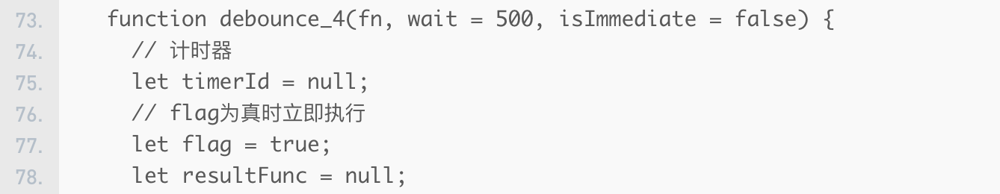 73. function debounce_4(fn, wait = 500, isImmediate = false) {
74. // 计时器
75. let timerId = null;
76. // flag为真时立即执行
77. let flag = true;
78. let resultFunc = null;